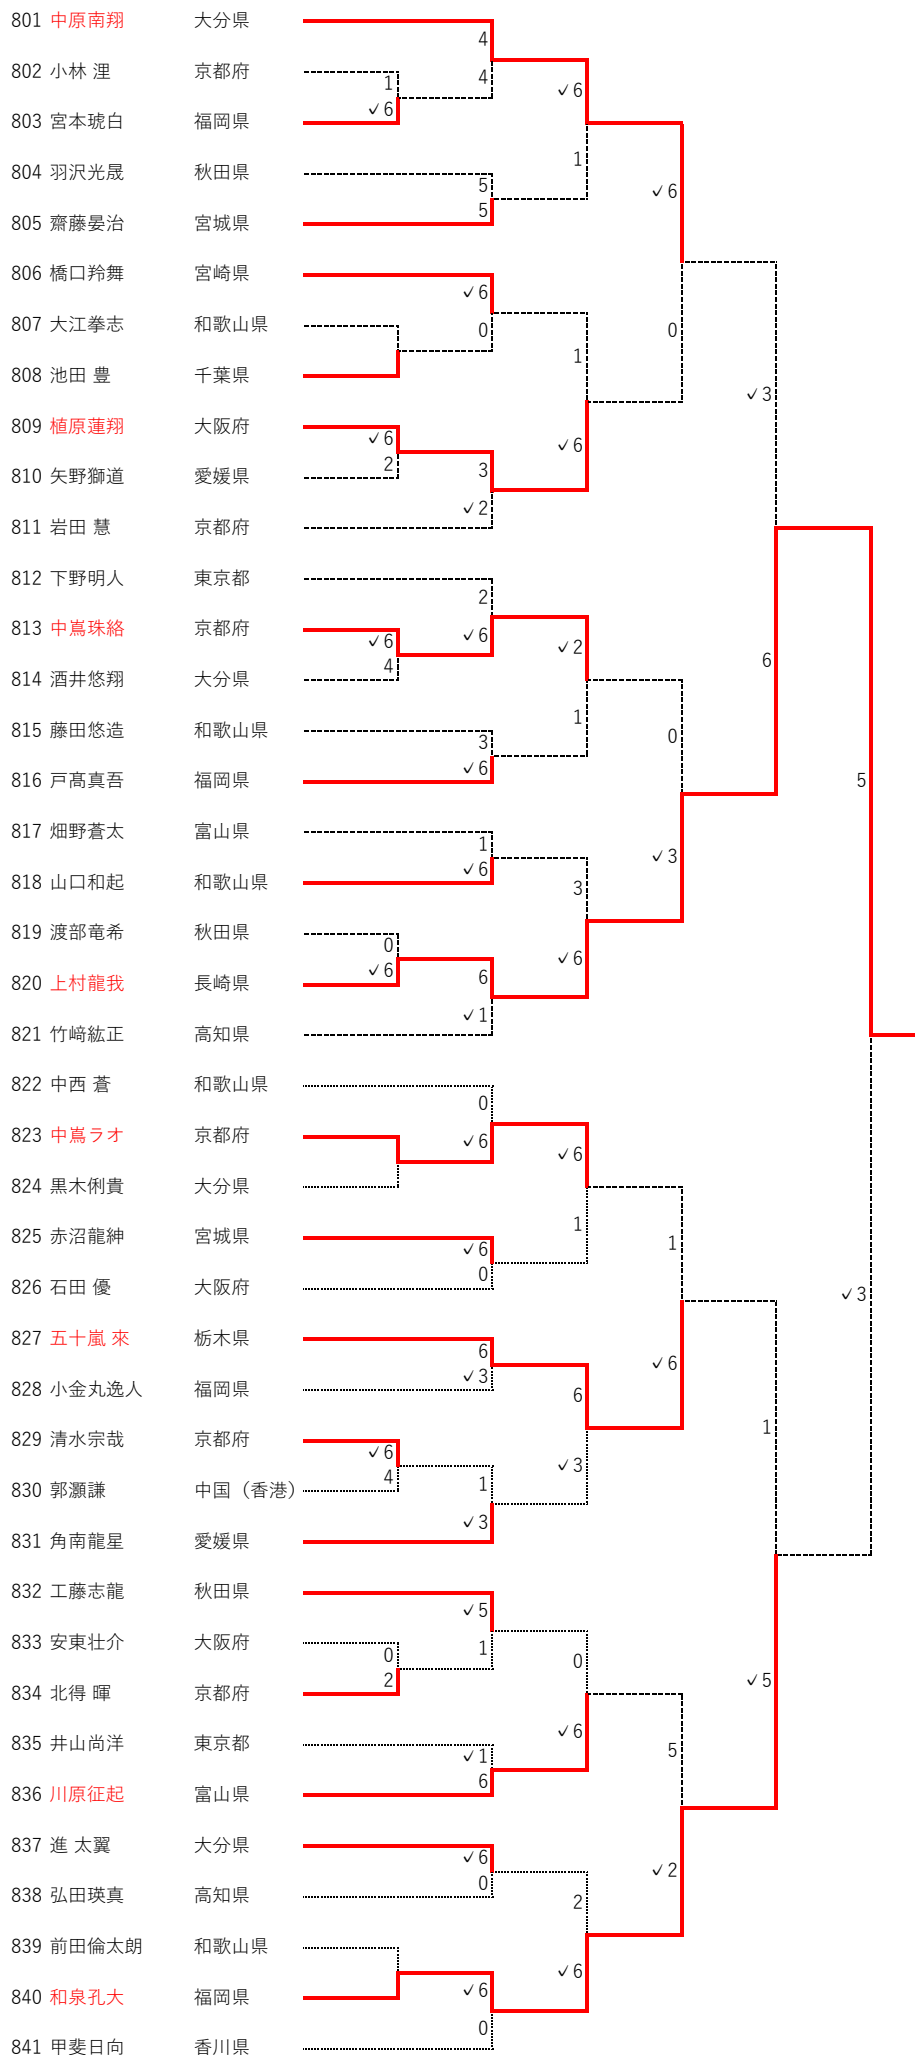 801 中原南翔 大分県
4
802 小林 浬 京都府
4
1
✓6
✓6
803 宮本琥白 福岡県
1
804 羽沢光晟 秋田県
5
✓6
5
805 齋藤晏治 宮城県
806 橋口羚舞 宮崎県
✓6
807 大江拳志 和歌山県
0
0
1
808 池田 豊 千葉県
✓3
809 植原蓮翔 大阪府
✓6
✓6
2
3
810 矢野獅道 愛媛県
✓2
811 岩田 慧 京都府
812 下野明人 東京都
2
813 中嶌珠絡 京都府
✓6
✓6
✓2
6
4
814 酒井悠翔 大分県
1
815 藤田悠造 和歌山県
0
3
✓6
816 戸髙真吾 福岡県
5
817 畑野蒼太 富山県
1
✓3
✓6
818 山口和起 和歌山県
3
819 渡部竜希 秋田県
0
✓6
✓6
6
820 上村龍我 長崎県
✓1
821 竹﨑紘正 高知県
822 中西 蒼 和歌山県
0
823 中嶌ラオ 京都府
✓6
✓6
824 黒木俐貴 大分県
1
825 赤沼龍紳 宮城県
1
✓6
0
826 石田 優 大阪府
✓3
827 五十嵐 來 栃木県
6
✓6
✓3
828 小金丸逸人 福岡県
6
1
829 清水宗哉 京都府
✓6
✓3
4
1
830 郭灝謙 中国（香港）
✓3
831 角南龍星 愛媛県
832 工藤志龍 秋田県
✓5
833 安東壮介 大阪府
1
0
0
2
✓5
834 北得 暉 京都府
✓6
835 井山尚洋 東京都
5
✓1
6
836 川原征起 富山県
837 進 太翼 大分県
✓6
✓2
0
838 弘田瑛真 高知県
2
839 前田倫太朗 和歌山県
✓6
✓6
840 和泉孔大 福岡県
0
841 甲斐日向 香川県